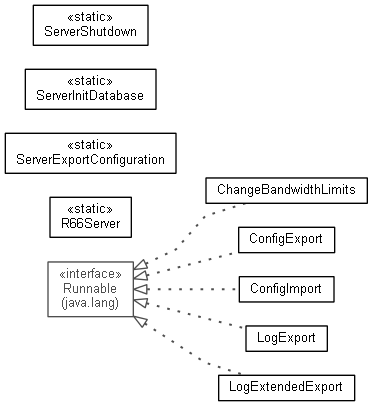 «static»
ServerShutdown
«static»
ServerInitDatabase
«static»
ServerExportConfiguration
«static»
R66Server
«interface»
Runnable
(java.lang)
ChangeBandwidthLimits
ConfigExport
ConfigImport
LogExport
LogExtendedExport